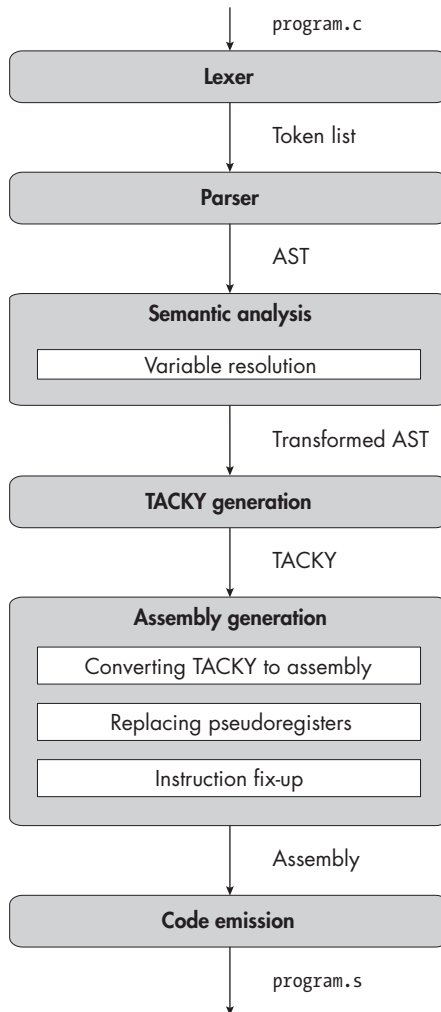 program.c
Lexer
Token list
Parser
AST
Semantic analysis
Variable resolution
Transformed AST
TACKY generation
TACKY
Assembly generation
Converting TACKY to assembly
Replacing pseudoregisters
Instruction fix-up
Assembly
Code emission
program.s